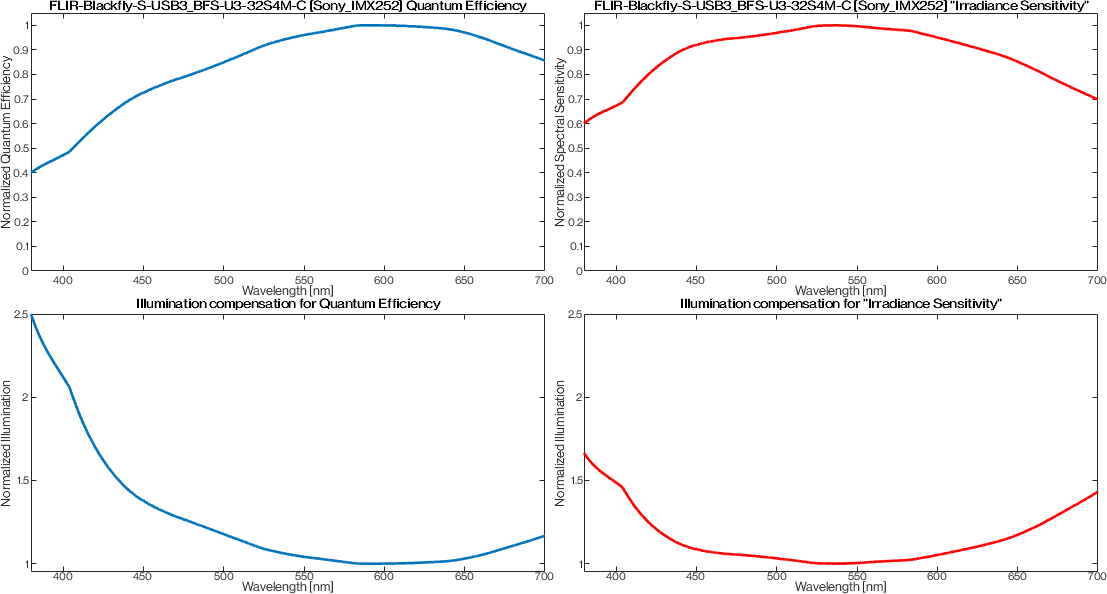 FLIR-Blackfly-S-USB3_BFS-U3-32S4M-C [Sony_IMX252] Quantum Efficiency
Normalized Quantum Efficiency
1
0.9
0.8
0.7
0.6
0.5
0.4
0.3
0.2
0.1
0
400 450 500 550 600 650 700
Wavelength [nm]
FLIR-Blackfly-S-USB3_BFS-U3-32S4M-C [Sony_IMX252] "Irradiance Sensitivity"
Normalized Spectral Sensitivity
1
0.9
0.8
0.7
0.6
0.5
0.4
0.3
0.2
0.1
0
400 450 500 550 600 650 700
Wavelength [nm]
Illumination compensation for Quantum Efficiency
Normalized Illumination
2.5
2
1.5
1
400 450 500 550 600 650 700
Wavelength [nm]
Illumination compensation for "Irradiance Sensitivity"
Normalized Illumination
2.5
2
1.5
1
400 450 500 550 600 650 700
Wavelength [nm]